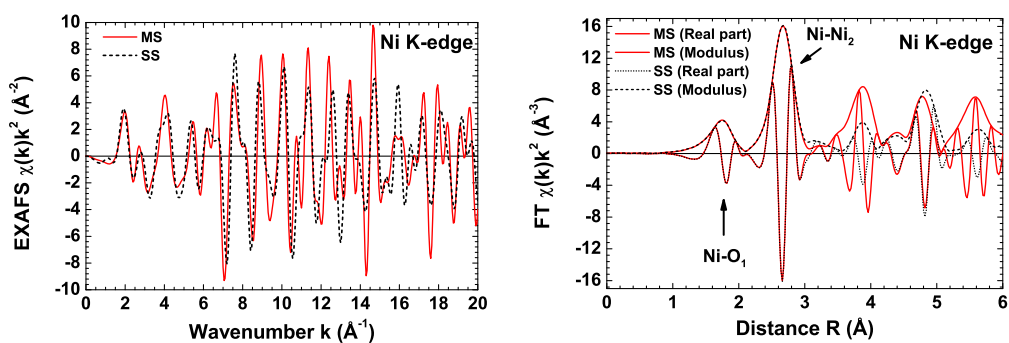 MS
SS
Ni K-edge
10
8
6
4
2
0
-2
-4
-6
-8
-10
0 2 4 6 8 10 12 14 16 18 20
EXAFS χ(k)k² (Å⁻²)
Wavenumber k (Å⁻¹)
MS (Real part)
MS (Modulus)
SS (Real part)
SS (Modulus)
Ni-Ni₂
Ni K-edge
Ni-O₁
16
12
8
4
0
-4
-8
-12
-16
0 1 2 3 4 5 6
FT χ(k)k² (Å⁻³)
Distance R (Å)